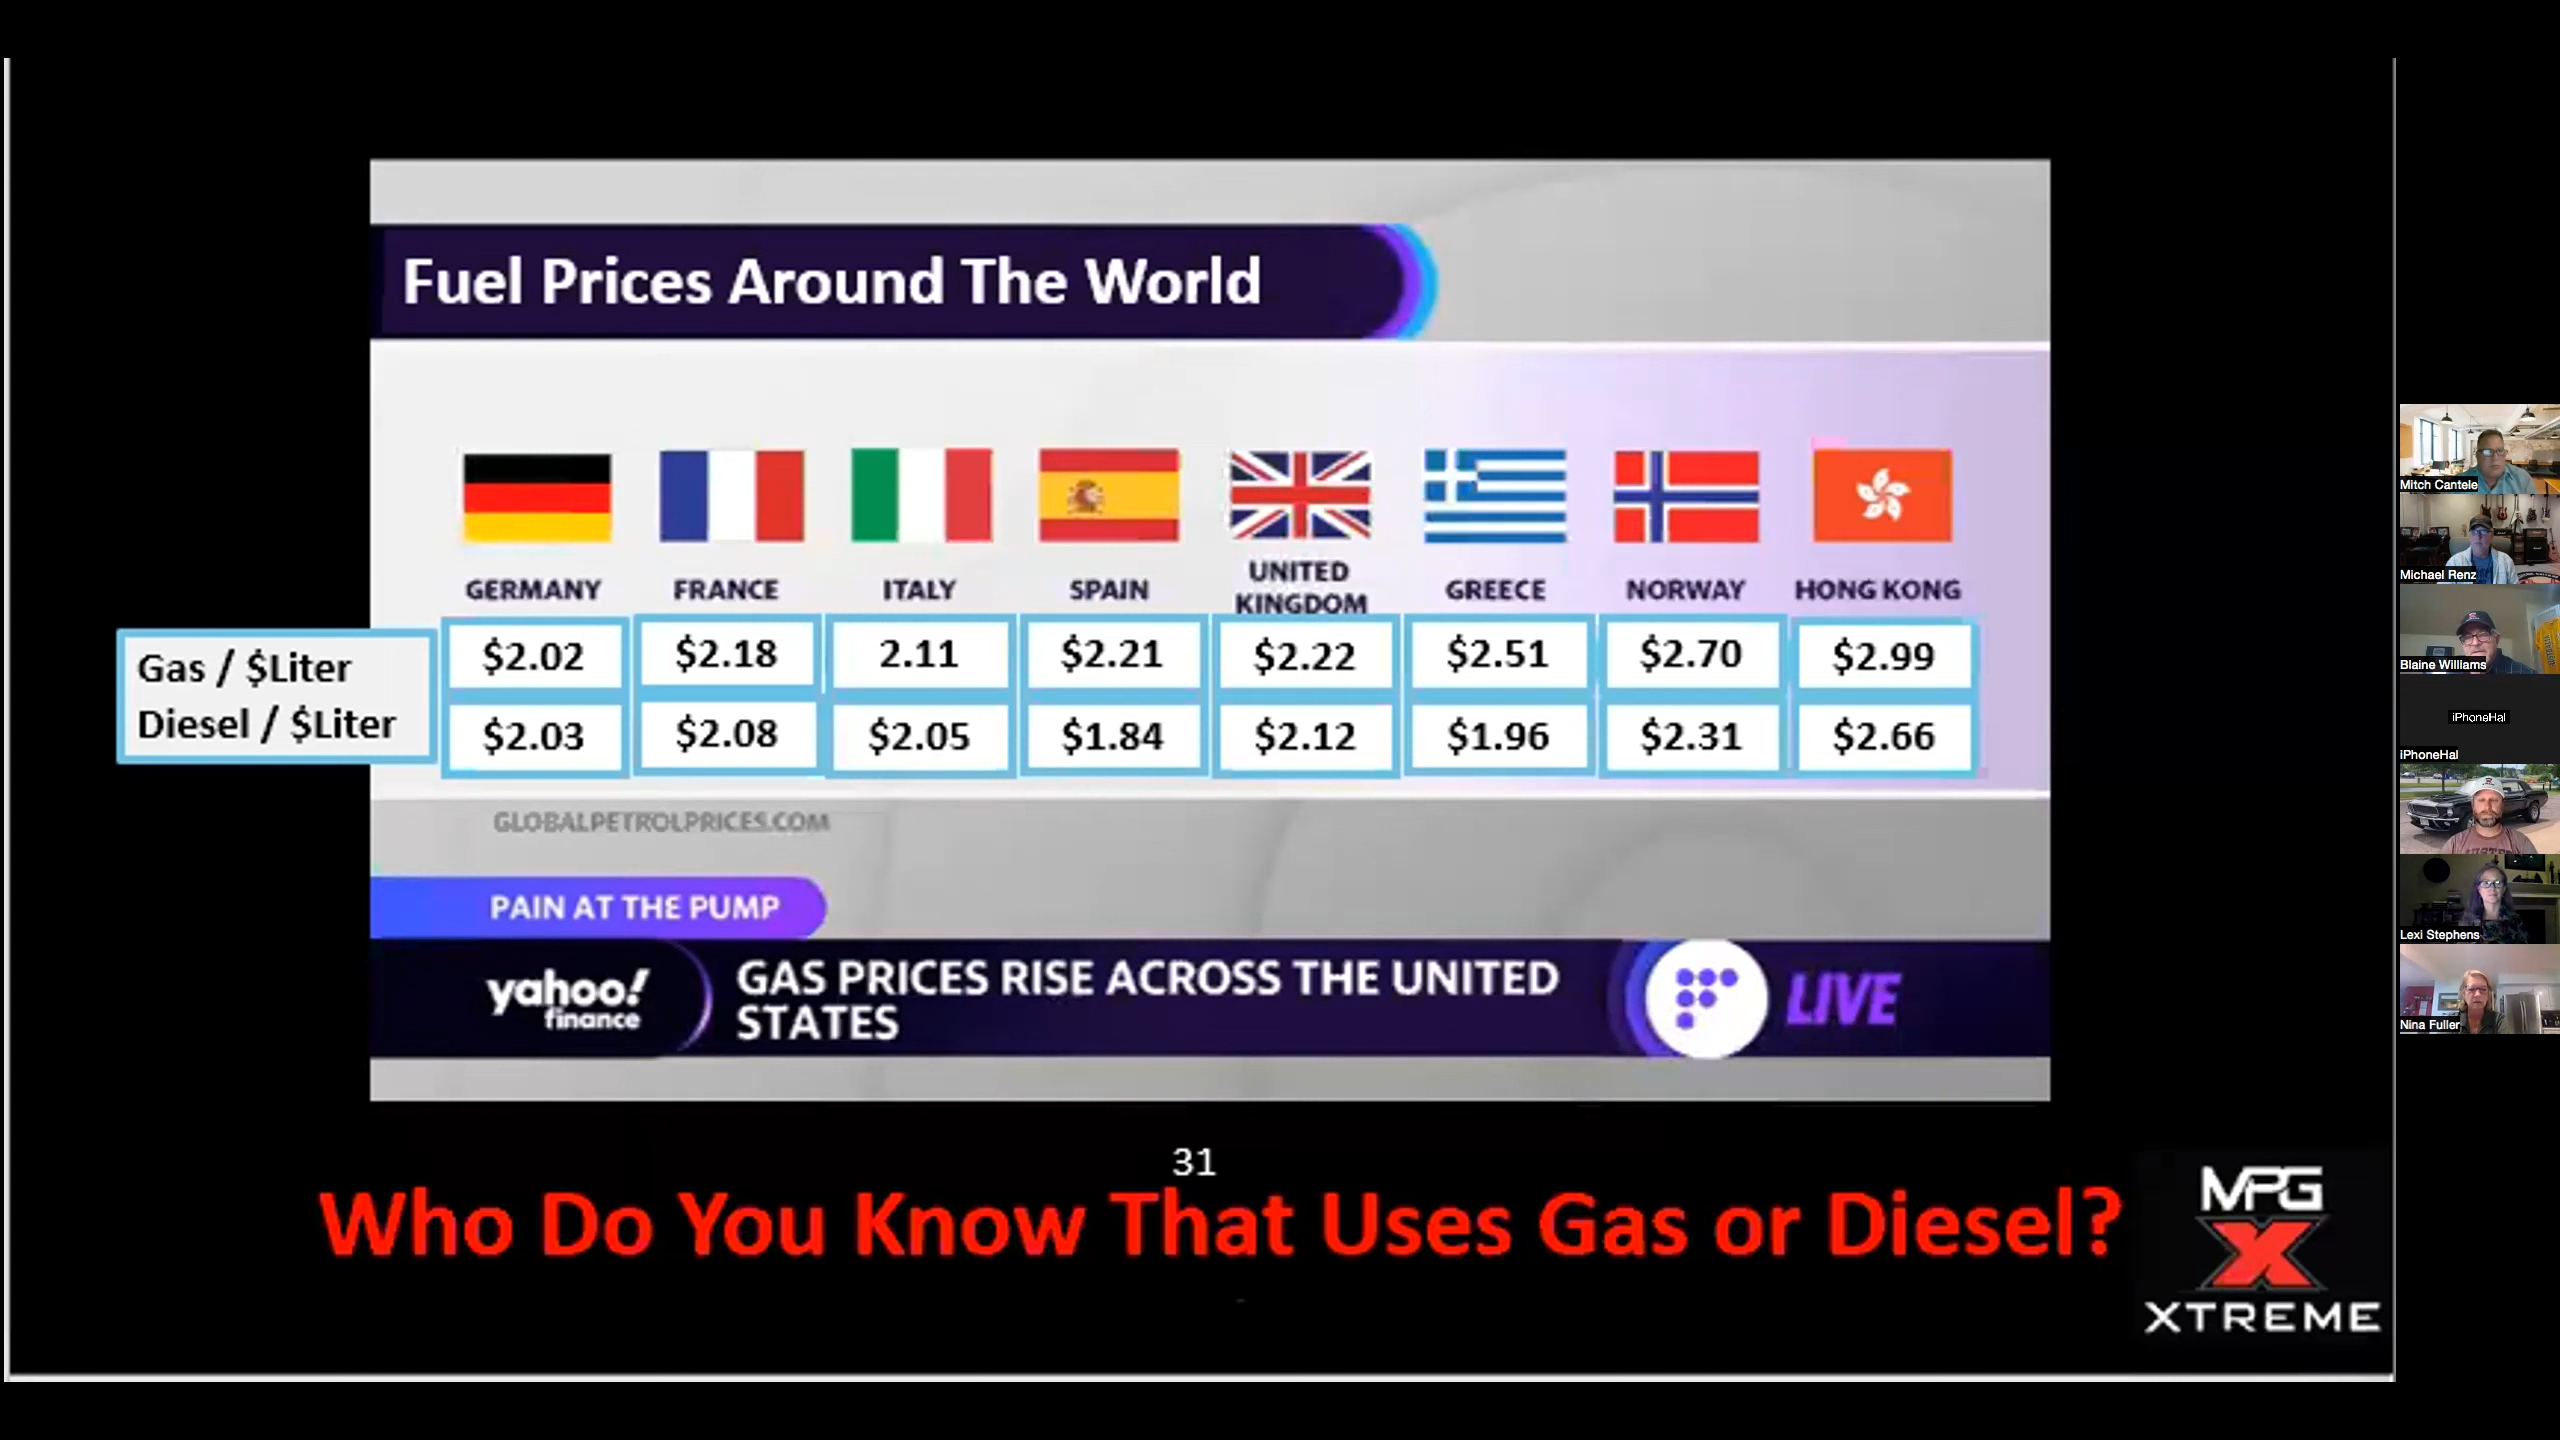 Fuel Prices Around The World
GERMANY FRANCE ITALY SPAIN UNITED KINGDOM GREECE NORWAY HONG KONG
Gas / $Liter $2.02 $2.18 2.11 $2.21 $2.22 $2.51 $2.70 $2.99
Diesel / $Liter $2.03 $2.08 $2.05 $1.84 $2.12 $1.96 $2.31 $2.66
GLOBALPETROLPRICES.COM
PAIN AT THE PUMP
yahoo!
finance
GAS PRICES RISE ACROSS THE UNITED
STATES
LIVE
31
Who Do You Know That Uses Gas or Diesel?
MPG
X
XTREME
Mitch Cantele
Michael Renz
Blaine Williams
iPhoneHal
iPhoneHal
Lexi Stephens
Nina Fuller